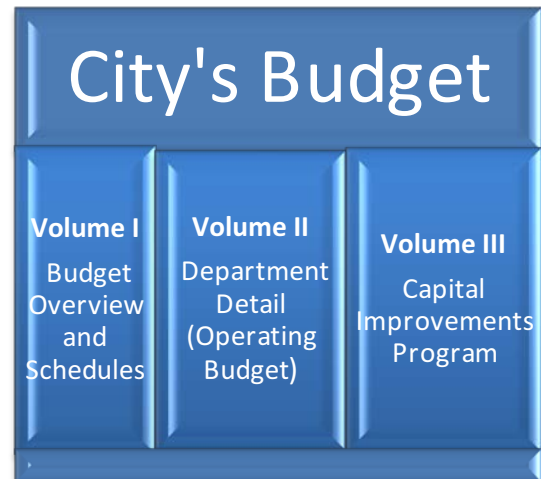 City's Budget
Volume I
Budget
Overview
and
Schedules
Volume II
Department
Detail
(Operating
Budget)
Volume III
Capital
Improvements
Program